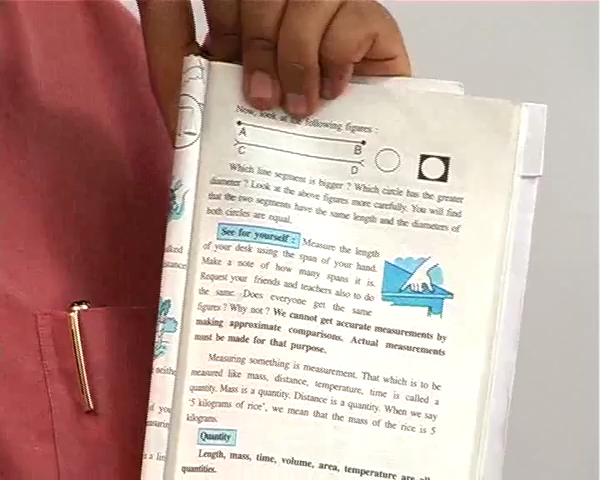 Now, look at the following figures :
A
B
C
D
Which line segment is bigger ? Which circle has the greater
diameter ? Look at the above figures more carefully. You will find
that the two segments have the same length and the diameters of
both circles are equal.
See for yourself : Measure the length
of your desk using the span of your hand.
Make a note of how many spans it is.
Request your friends and teachers also to do
the same. Does everyone get the same
figures ? Why not ? We cannot get accurate measurements by
making approximate comparisons. Actual measurements
must be made for that purpose.
Measuring something is measurement. That which is to be
measured like mass, distance, temperature, time is called a
quantity. Mass is a quantity. Distance is a quantity. When we say
'5 kilograms of rice', we mean that the mass of the rice is 5
kilograms.
Quantity
Length, mass, time, volume, area, temperature are all
quantities.